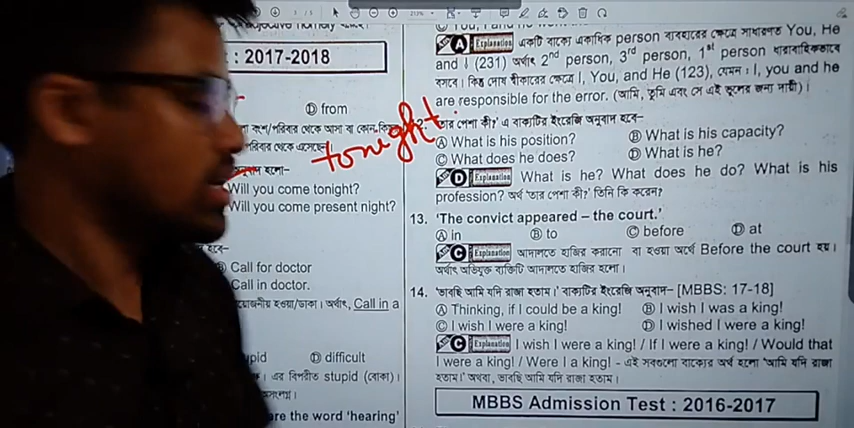 : 2017-2018
Ⓓ from
Will you come tonight?
Will you come present night?
Call for doctor
Call in doctor.
য়োজনীয় হওয়া/ডাকা। অর্থাৎ, Call in a
pid Ⓓ difficult
। এর বিপরীত stupid (বোকা)।
are the word ‘hearing’
tonight.
Ⓐ Explanation একটি বাক্যে একাধিক person ব্যবহারের ক্ষেত্রে সাধারণত You, He
and I (231) অর্থাৎ 2nd person, 3rd person, 1st person ধারাবাহিকভাবে
বসবে। কিন্তু দোষ স্বীকারের ক্ষেত্রে I, You, and He (123), যেমন : I, you and he
are responsible for the error. (আমি, তুমি এবং সে এই ভুলের জন্য দায়ী)।
2. ‘তার পেশা কী?’ এ বাক্যটির ইংরেজি অনুবাদ হবে–
Ⓐ What is his position? Ⓑ What is his capacity?
Ⓒ What does he does? Ⓓ What is he?
Ⓓ Explanation What is he? What does he do? What is his
profession? অর্থ ‘তার পেশা কী?’ তিনি কি করেন?
13. ‘The convict appeared – the court.’
Ⓐ in Ⓑ to Ⓒ before Ⓓ at
Ⓒ Explanation আদালতে হাজির করানো বা হওয়া অর্থে Before the court হয়।
অর্থাৎ অভিযুক্ত ব্যক্তিটি আদালতে হাজির হলো।
14. ‘ভাবছি আমি যদি রাজা হতাম।’ বাক্যটির ইংরেজি অনুবাদ– [MBBS: 17-18]
Ⓐ Thinking, if I could be a king! Ⓑ I wish I was a king!
Ⓒ I wish I were a king! Ⓓ I wished I were a king!
Ⓒ Explanation I wish I were a king! / If I were a king! / Would that
I were a king! / Were I a king! - এই সবগুলো বাক্যের অর্থ হলো ‘আমি যদি রাজা
হতাম।’ অথবা, ভাবছি আমি যদি রাজা হতাম।
MBBS Admission Test : 2016-2017